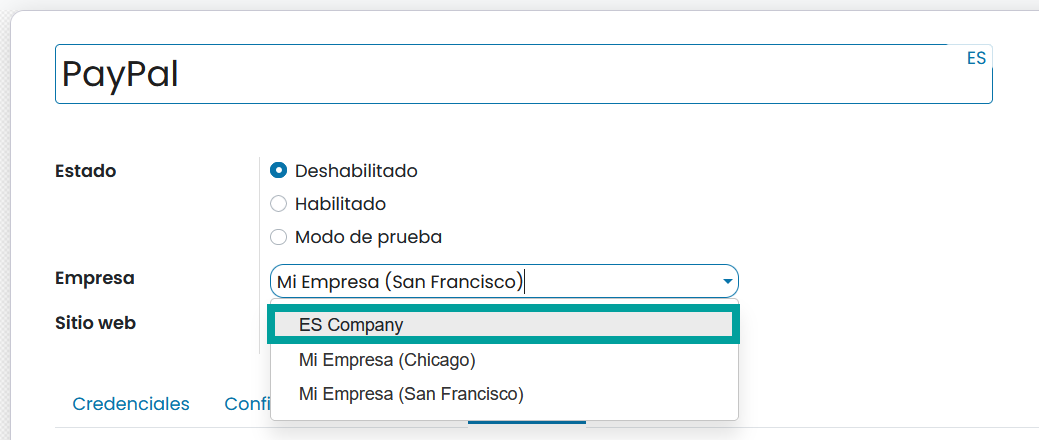 PayPal
ES
Estado
Deshabilitado
Habilitado
Modo de prueba
Empresa
Mi Empresa (San Francisco)
Sitio web
ES Company
Mi Empresa (Chicago)
Mi Empresa (San Francisco)
Credenciales